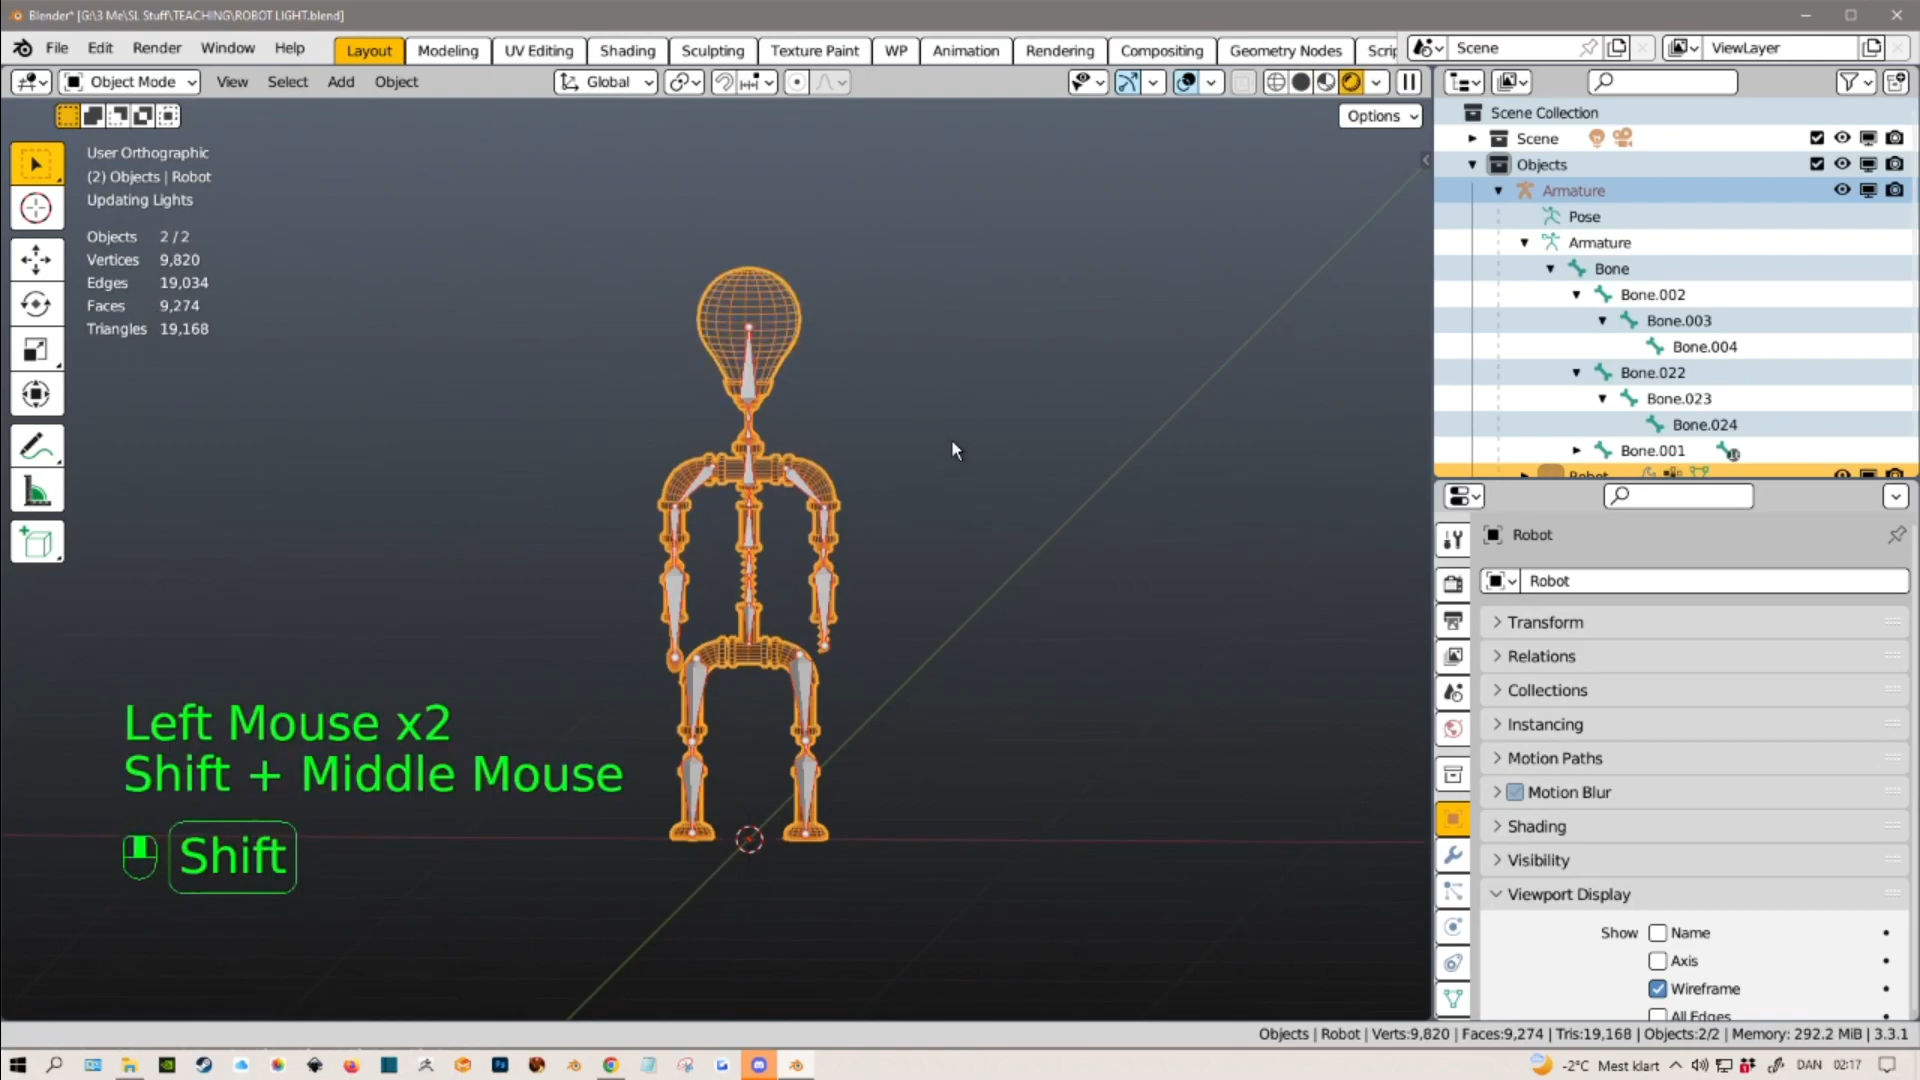 Blender* [G:\3 Me\SL Stuff\TEACHING\ROBOT LIGHT.blend]
File Edit Render Window Help Layout Modeling UV Editing Shading Sculpting Texture Paint WP Animation Rendering Compositing Geometry Nodes Scrip Scene ViewLayer
Object Mode View Select Add Object Global
Options
User Orthographic
(2) Objects | Robot
Updating Lights
Objects 2 / 2
Vertices 9,820
Edges 19,034
Faces 9,274
Triangles 19,168
Left Mouse x2
Shift + Middle Mouse
Shift
Scene Collection
Scene
Objects
Armature
Pose
Armature
Bone
Bone.002
Bone.003
Bone.004
Bone.022
Bone.023
Bone.024
Bone.001
Robot
Robot
Robot
Transform
Relations
Collections
Instancing
Motion Paths
Motion Blur
Shading
Visibility
Viewport Display
Show Name
Axis
Wireframe
All Edges
Objects | Robot | Verts:9,820 | Faces:9,274 | Tris:19,168 | Objects:2/2 | Memory: 292.2 MiB | 3.3.1
-2°C Mest klart DAN 02:17